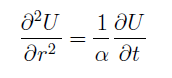 ∂²U/∂r² = 1/α ∂U/∂t